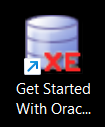 XE
Get Started
With Orac...